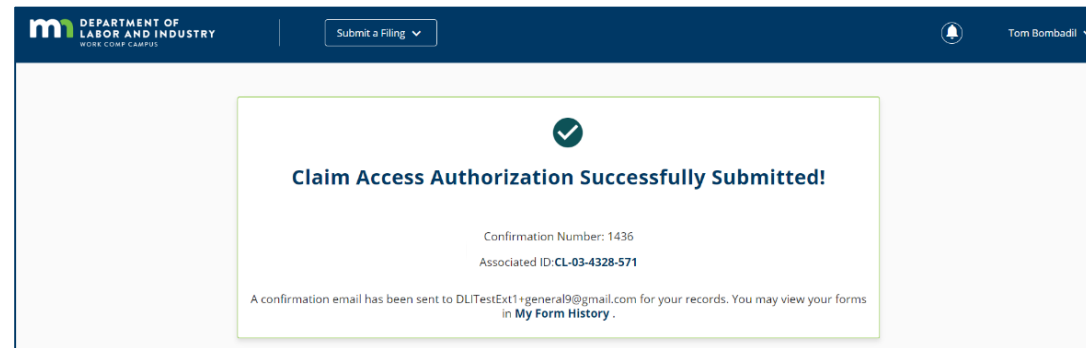 DEPARTMENT OF
LABOR AND INDUSTRY
WORK COMP CAMPUS
Submit a Filing
Tom Bombadil
Claim Access Authorization Successfully Submitted!
Confirmation Number: 1436
Associated ID:CL-03-4328-571
A confirmation email has been sent to DLITestExt1+general9@gmail.com for your records. You may view your forms
in My Form History .